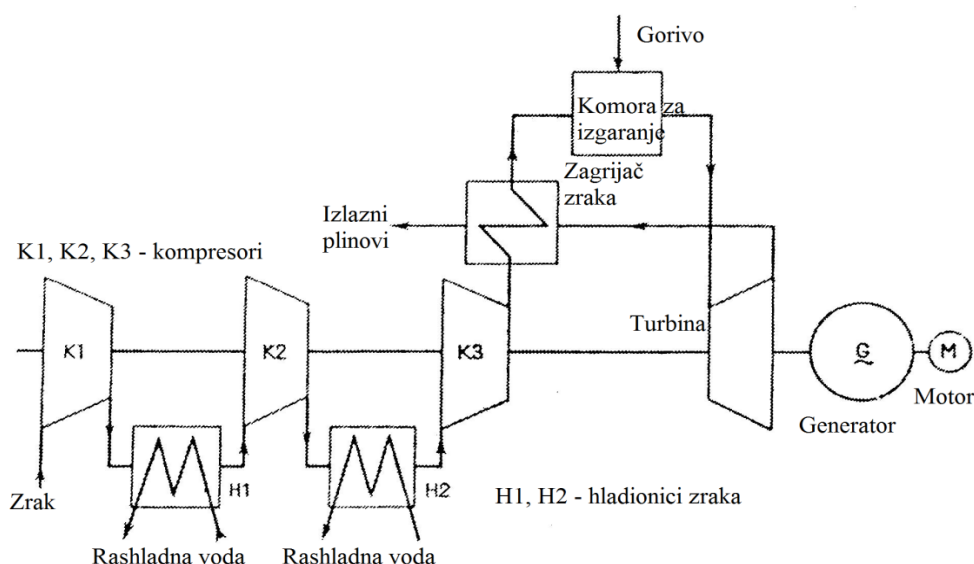 Gorivo
Komora za
izgaranje
Zagrijač
zraka
Izlazni
plinovi
K1, K2, K3 - kompresori
K1
K2
K3
Turbina
G
M
Motor
Generator
H1
H2
H1, H2 - hladionici zraka
Zrak
Rashladna voda
Rashladna voda